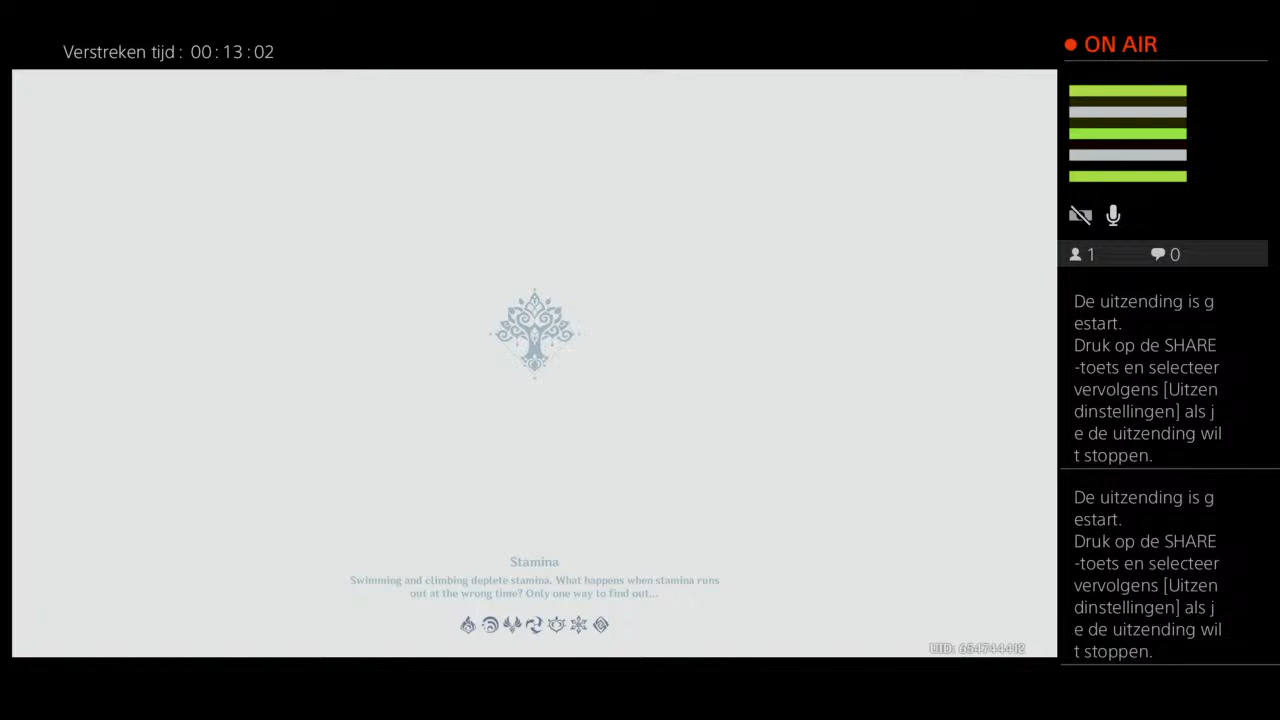 Verstreken tijd : 00 : 13 : 02
ON AIR
1
0
De uitzending is g
estart.
Druk op de SHARE
-toets en selecteer
vervolgens [Uitzen
dinstellingen] als j
e de uitzending wil
t stoppen.
De uitzending is g
estart.
Druk op de SHARE
-toets en selecteer
vervolgens [Uitzen
dinstellingen] als j
e de uitzending wil
t stoppen.
Stamina
Swimming and climbing deplete stamina. What happens when stamina runs
out at the wrong time? Only one way to find out...
UID: 654744412